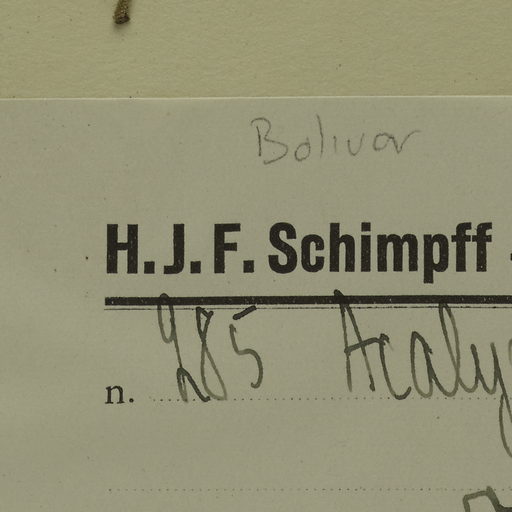 Bolivar
H. J. F. Schimpff
n. 285 Acaly